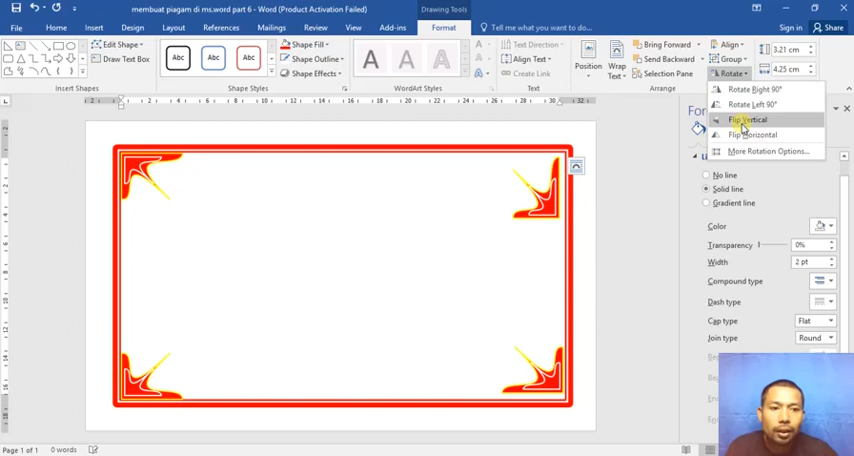 membuat piagam di ms.word part 6 - Word (Product Activation Failed)
Drawing Tools
File
Home
Insert
Design
Layout
References
Mailings
Review
View
Add-ins
Format
Tell me what you want to do...
Sign in
Share
Edit Shape
Draw Text Box
Insert Shapes
Abc
Abc
Abc
Shape Fill
Shape Outline
Shape Effects
Shape Styles
A
A
A
WordArt Styles
Text Direction
Align Text
Create Link
Text
Position
Wrap
Text
Bring Forward
Send Backward
Selection Pane
Arrange
Align
Group
Rotate
3.21 cm
4.25 cm
Rotate Right 90°
Rotate Left 90°
Flip Vertical
Flip Horizontal
More Rotation Options...
No line
Solid line
Gradient line
Color
Transparency
0%
Width
2 pt
Compound type
Dash type
Cap type
Flat
Join type
Round
Page 1 of 1
0 words